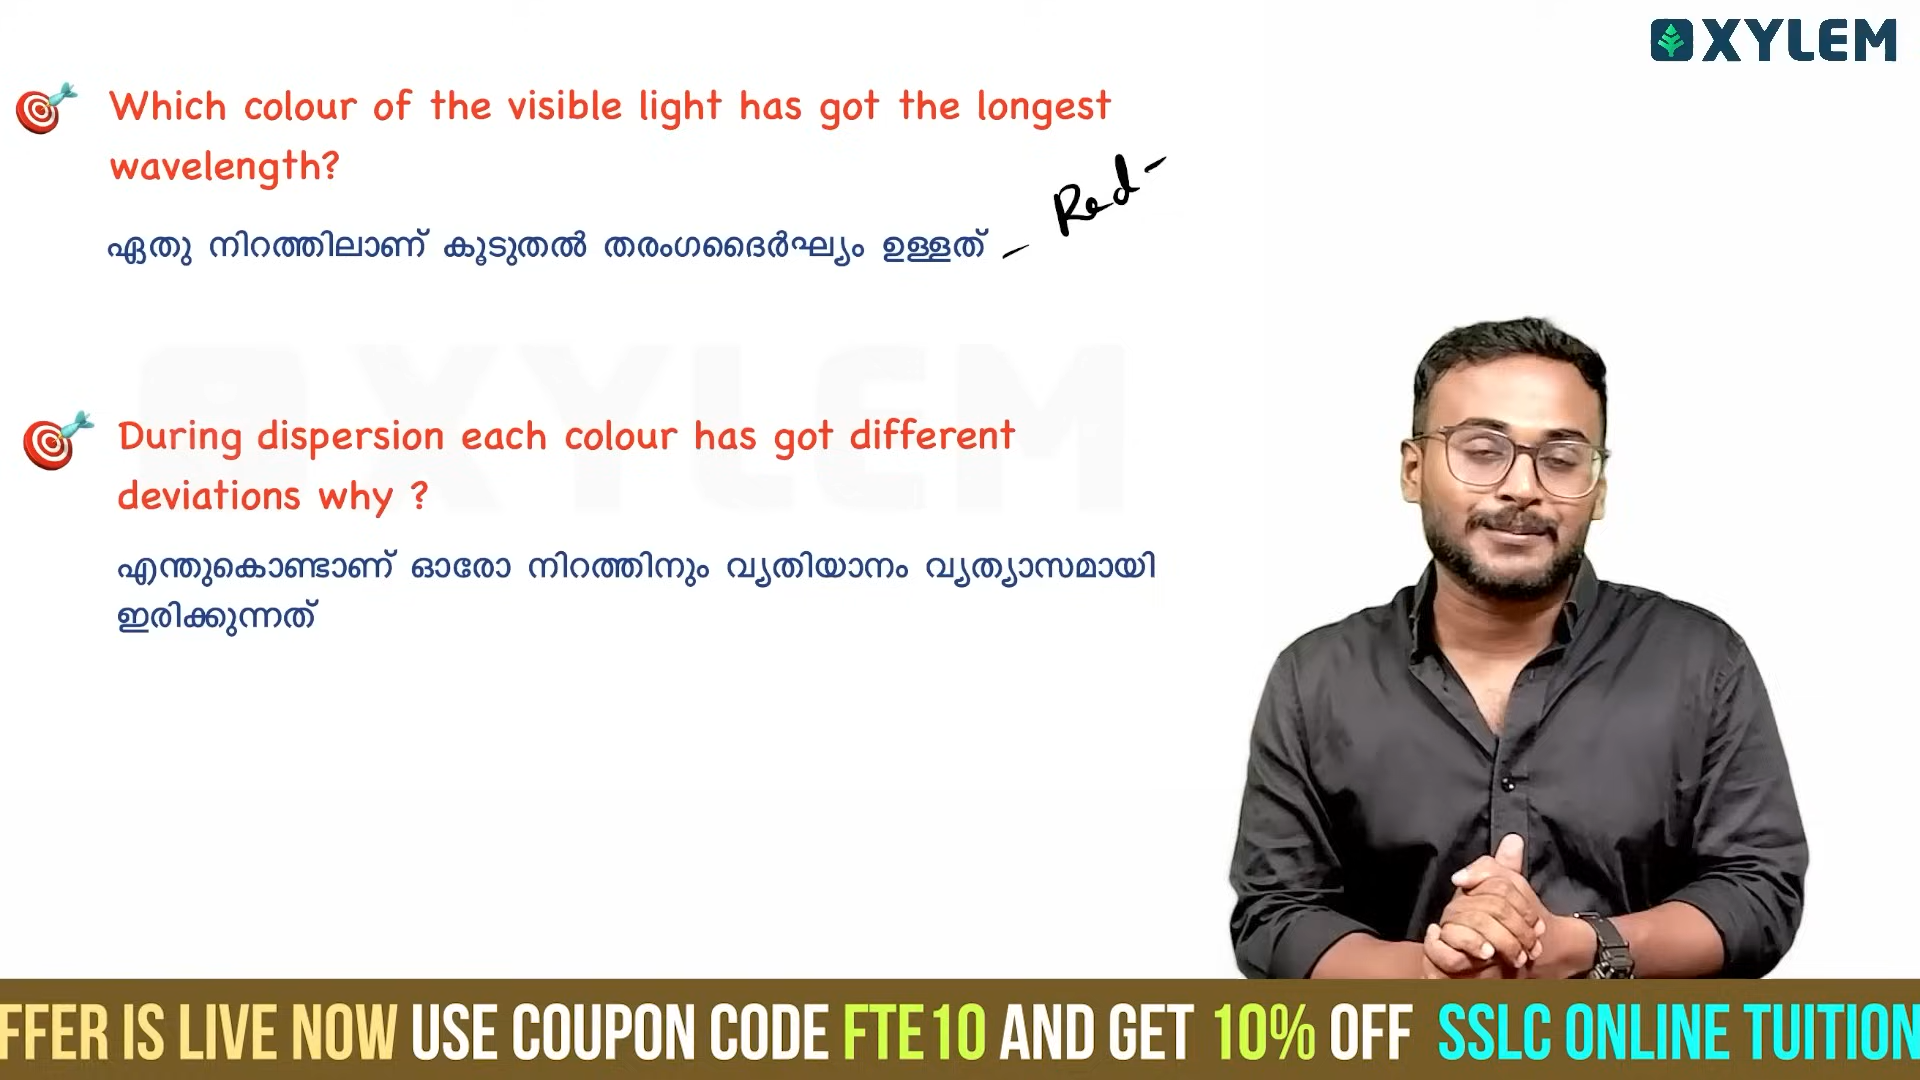 XYLEM
Which colour of the visible light has got the longest
wavelength?
ഏതു നിറത്തിലാണ് കൂടുതൽ തരംഗദൈർഘ്യം ഉള്ളത് - Red-
XYLEM
During dispersion each colour has got different
deviations why ?
എന്തുകൊണ്ടാണ് ഓരോ നിറത്തിനും വ്യതിയാനം വ്യത്യാസമായി
ഇരിക്കുന്നത്
FFER IS LIVE NOW USE COUPON CODE FTE10 AND GET 10% OFF SSLC ONLINE TUITION